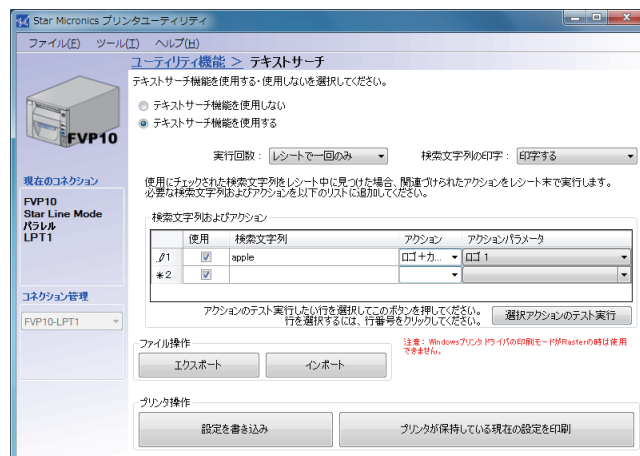 Star Micronics プリンタユーティリティ
ファイル(F) ツール(T) ヘルプ(H)
ユーティリティ機能 > テキストサーチ
テキストサーチ機能を使用する・使用しないを選択してください。
テキストサーチ機能を使用しない
テキストサーチ機能を使用する
FVP10
実行回数： レシートで一回のみ 検索文字列の印字： 印字する
現在のコネクション
FVP10
Star Line Mode
パラレル
LPT1
使用にチェックされた検索文字列をレシート中に見つけた場合、関連づけられたアクションをレシート末で実行します。
必要な検索文字列およびアクションを以下のリストに追加してください。
検索文字列およびアクション
使用 検索文字列 アクション アクションパラメータ
1 apple ロゴ+カ... ロゴ 1
*2
コネクション管理
FVP10-LPT1
アクションのテスト実行したい行を選択してこのボタンを押してください。
行を選択するには、行番号をクリックしてください。
選択アクションのテスト実行
ファイル操作
エクスポート インポート
注意： Windowsプリンタドライバの印刷モードがRasterの時は使用
できません。
プリンタ操作
設定を書き込み プリンタが保持している現在の設定を印刷